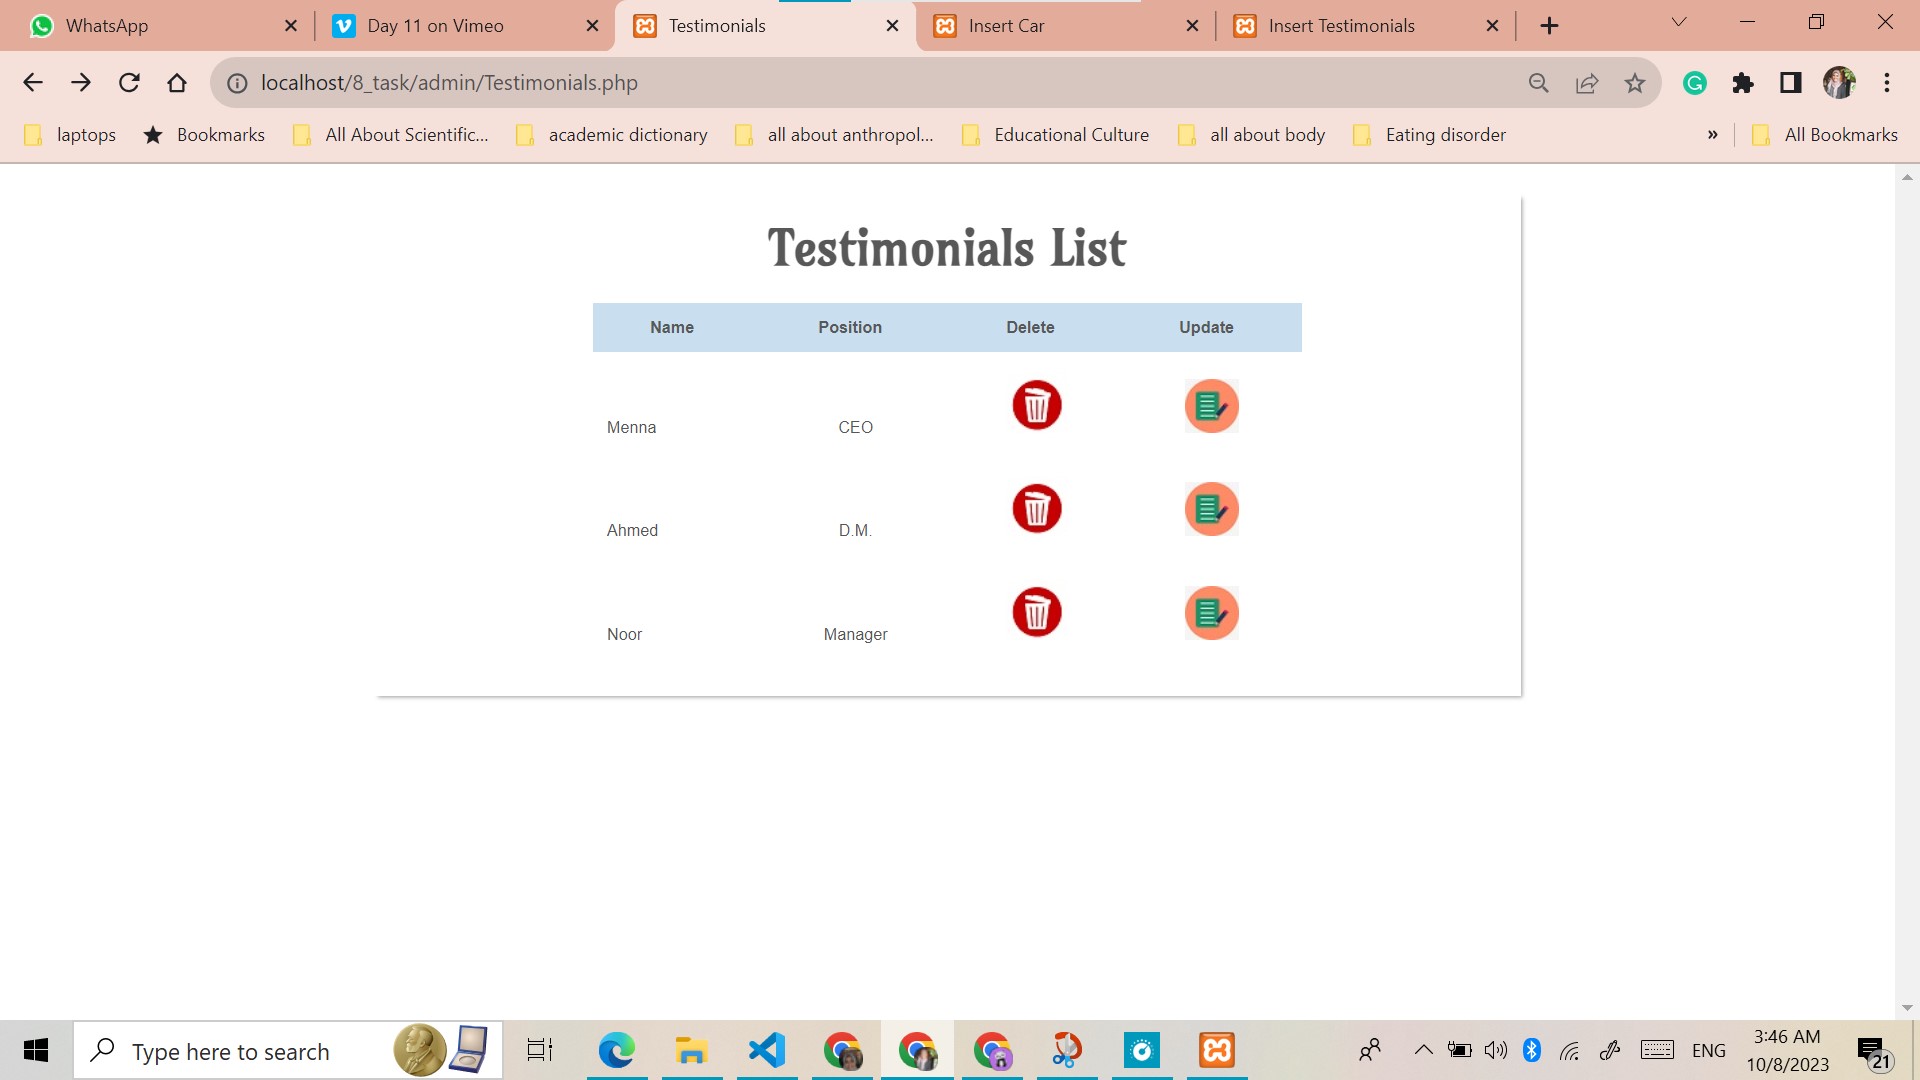 WhatsApp
Day 11 on Vimeo
Testimonials
Insert Car
Insert Testimonials
localhost/8_task/admin/Testimonials.php
laptops
Bookmarks
All About Scientific...
academic dictionary
all about anthropol...
Educational Culture
all about body
Eating disorder
»
All Bookmarks
Testimonials List
Name Position Delete Update
Menna CEO
Ahmed D.M.
Noor Manager
Type here to search
ENG
3:46 AM
10/8/2023
21